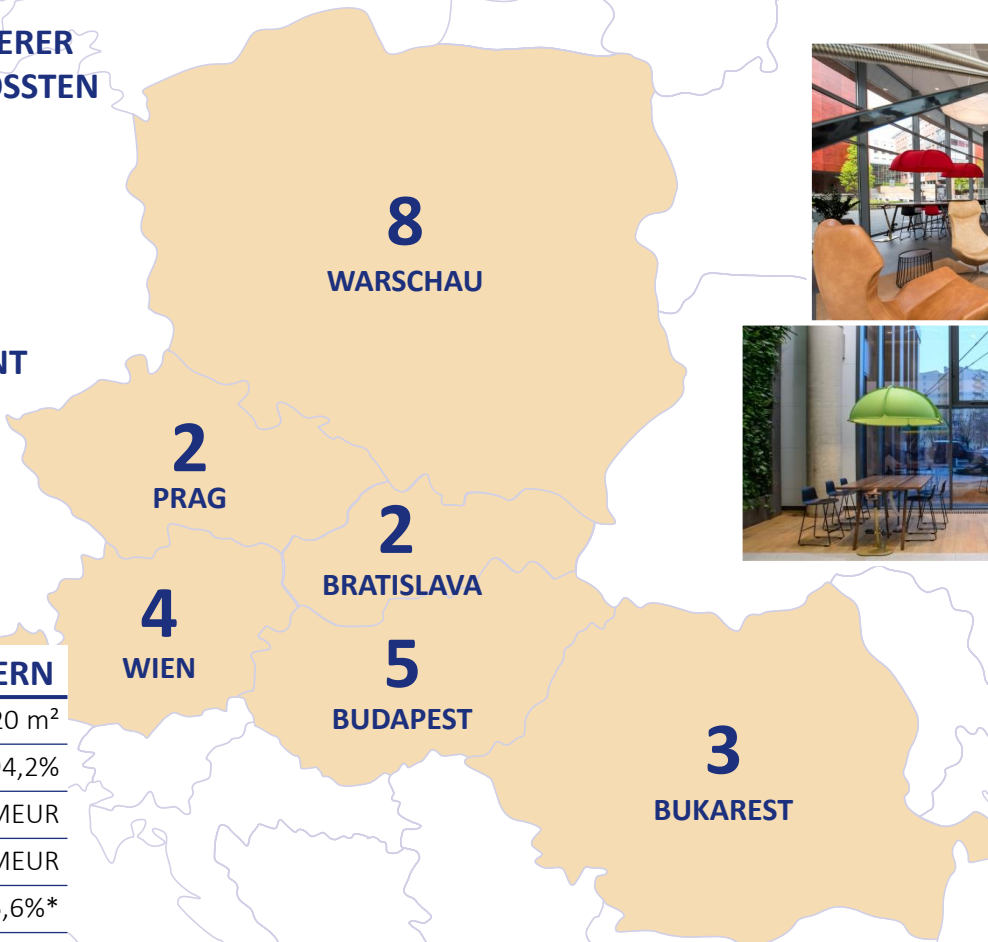 ERER
SSTEN
8
WARSCHAU
NT
2
PRAG
2
BRATISLAVA
4
WIEN
5
BUDAPEST
ERN
20 m²
4,2%
MEUR
MEUR
,6%*
3
BUKAREST